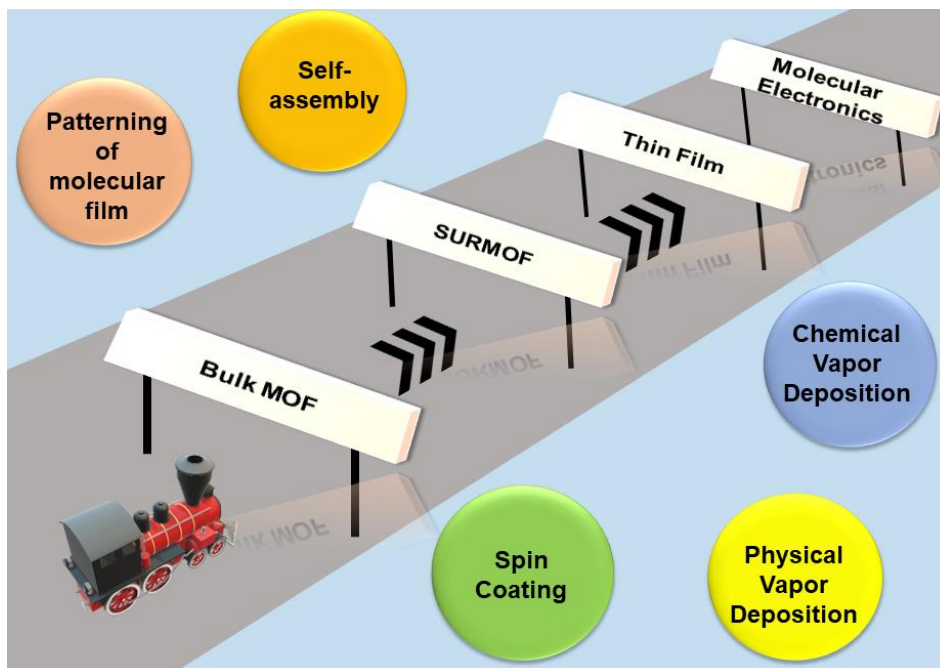 Self-
assembly
Patterning
of
molecular
film
Molecular
Electronics
Thin Film
SURMOF
Bulk MOF
Chemical
Vapor
Deposition
Spin
Coating
Physical
Vapor
Deposition